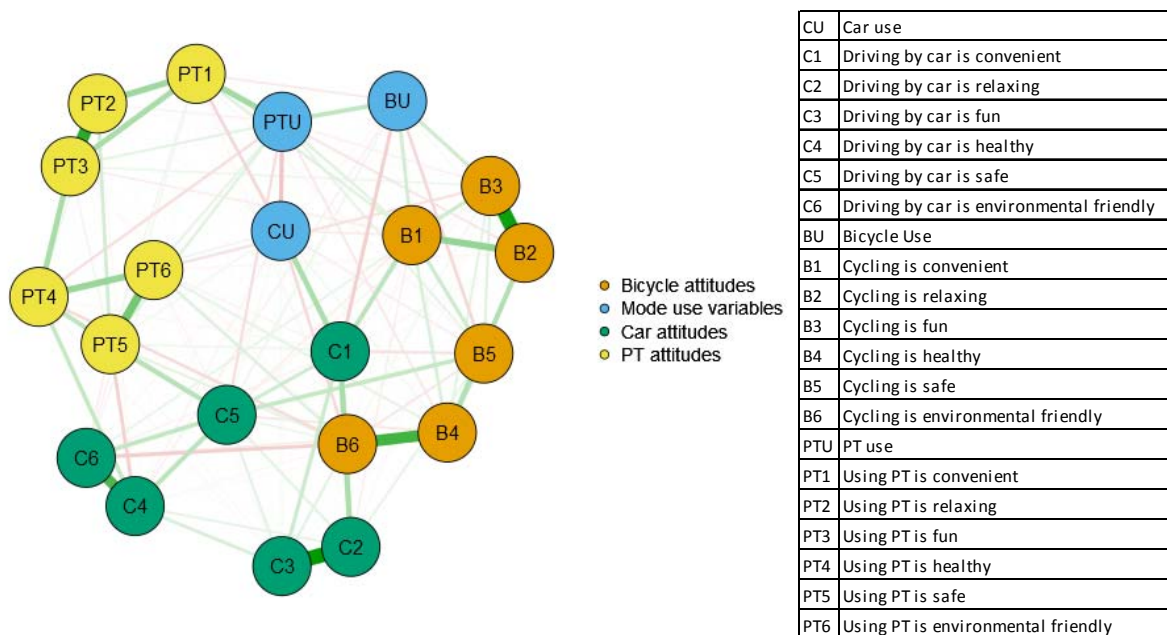 PT1
PT2
BU
PTU
PT3
B3
CU
B1
B2
PT6
PT4
PT5
C1
B5
C5
B6
B4
C6
C4
C2
C3
Bicycle attitudes
Mode use variables
Car attitudes
PT attitudes
CU Car use
C1 Driving by car is convenient
C2 Driving by car is relaxing
C3 Driving by car is fun
C4 Driving by car is healthy
C5 Driving by car is safe
C6 Driving by car is environmental friendly
BU Bicycle Use
B1 Cycling is convenient
B2 Cycling is relaxing
B3 Cycling is fun
B4 Cycling is healthy
B5 Cycling is safe
B6 Cycling is environmental friendly
PTU PT use
PT1 Using PT is convenient
PT2 Using PT is relaxing
PT3 Using PT is fun
PT4 Using PT is healthy
PT5 Using PT is safe
PT6 Using PT is environmental friendly